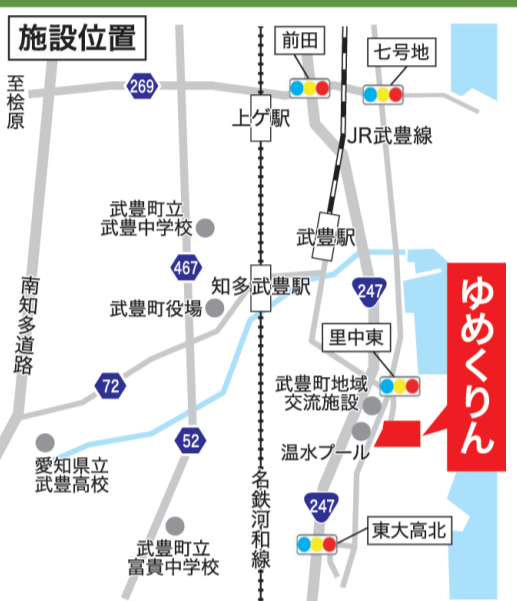 施設位置
前田
七号地
至桧原
269
上ゲ駅
JR武豊線
武豊町立
武豊中学校
武豊駅
467
知多武豊駅
247
南知多道路
武豊町役場
ゆめくりん
里中東
72
武豊町地域
交流施設
52
温水プール
愛知県立
武豊高校
名鉄河和線
247
東大高北
武豊町立
富貴中学校